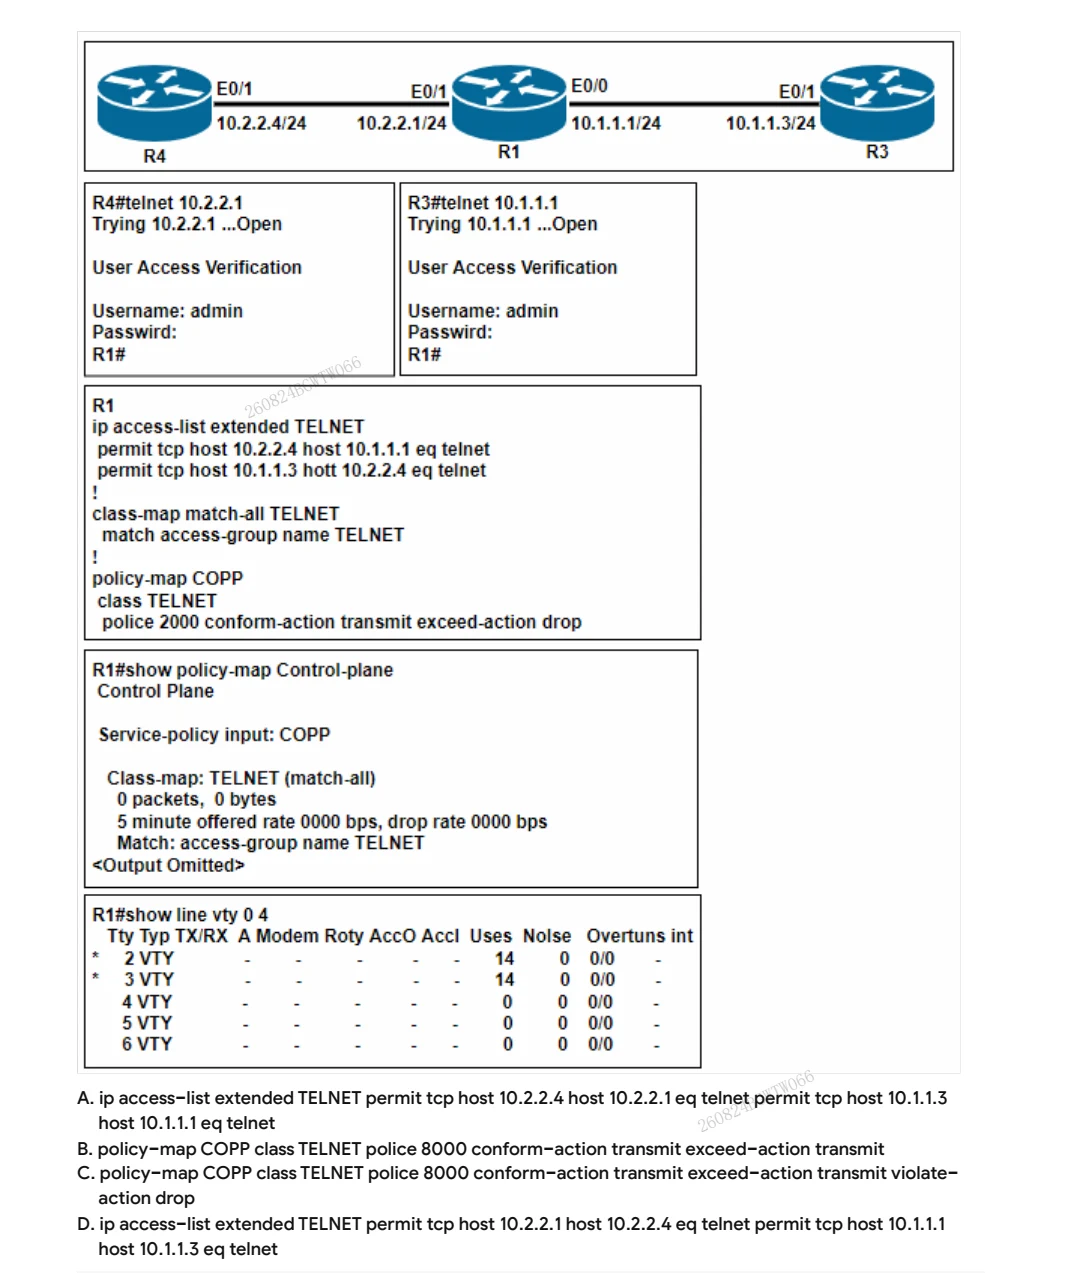 E0/1
E0/1
E0/0
E0/1
10.2.2.4/24
10.2.2.1/24
10.1.1.1/24
10.1.1.3/24
R4
R1
R3
R4#telnet 10.2.2.1
Trying 10.2.2.1 ...Open
User Access Verification
Username: admin
Passwird:
R1#
R3#telnet 10.1.1.1
Trying 10.1.1.1 ...Open
User Access Verification
Username: admin
Passwird:
R1#
260824BCWTW066
R1
ip access-list extended TELNET
permit tcp host 10.2.2.4 host 10.1.1.1 eq telnet
permit tcp host 10.1.1.3 hott 10.2.2.4 eq telnet
!
class-map match-all TELNET
match access-group name TELNET
!
policy-map COPP
class TELNET
police 2000 conform-action transmit exceed-action drop
R1#show policy-map Control-plane
Control Plane
Service-policy input: COPP
Class-map: TELNET (match-all)
0 packets, 0 bytes
5 minute offered rate 0000 bps, drop rate 0000 bps
Match: access-group name TELNET
<Output Omitted>
R1#show line vty 0 4
Tty Typ TX/RX A Modem Roty AccO AccI Uses NoIse Overtuns int
* 2 VTY - - - - - 14 0 0/0 -
* 3 VTY - - - - - 14 0 0/0 -
4 VTY - - - - - 0 0 0/0 -
5 VTY - - - - - 0 0 0/0 -
6 VTY - - - - - 0 0 0/0 -
A. ip access-list extended TELNET permit tcp host 10.2.2.4 host 10.2.2.1 eq telnet permit tcp host 10.1.1.3
host 10.1.1.1 eq telnet
B. policy-map COPP class TELNET police 8000 conform-action transmit exceed-action transmit
C. policy-map COPP class TELNET police 8000 conform-action transmit exceed-action transmit violate-
action drop
D. ip access-list extended TELNET permit tcp host 10.2.2.1 host 10.2.2.4 eq telnet permit tcp host 10.1.1.1
host 10.1.1.3 eq telnet